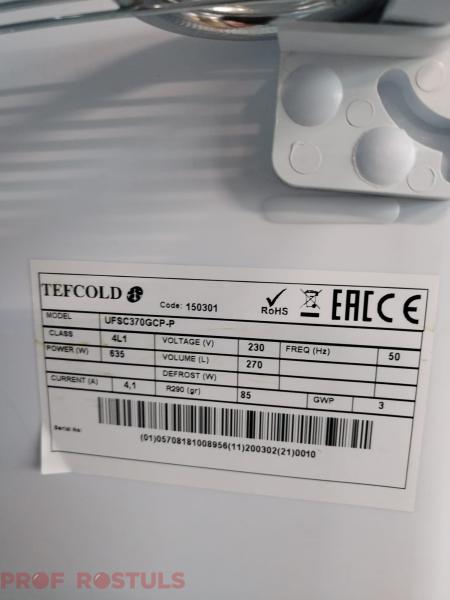 TEFCOLD
Code: 150301
RoHS
EAC CE
MODEL UFSC370GCP-P
CLASS 4L1 VOLTAGE (V) 230 FREQ (Hz) 50
POWER (W) 635 VOLUME (L) 270
DEFROST (W)
CURRENT (A) 4,1 R290 (gr) 85 GWP 3
Serial No:
(01)05708181008956(11)200302(21)0010
PROF ROSTULS